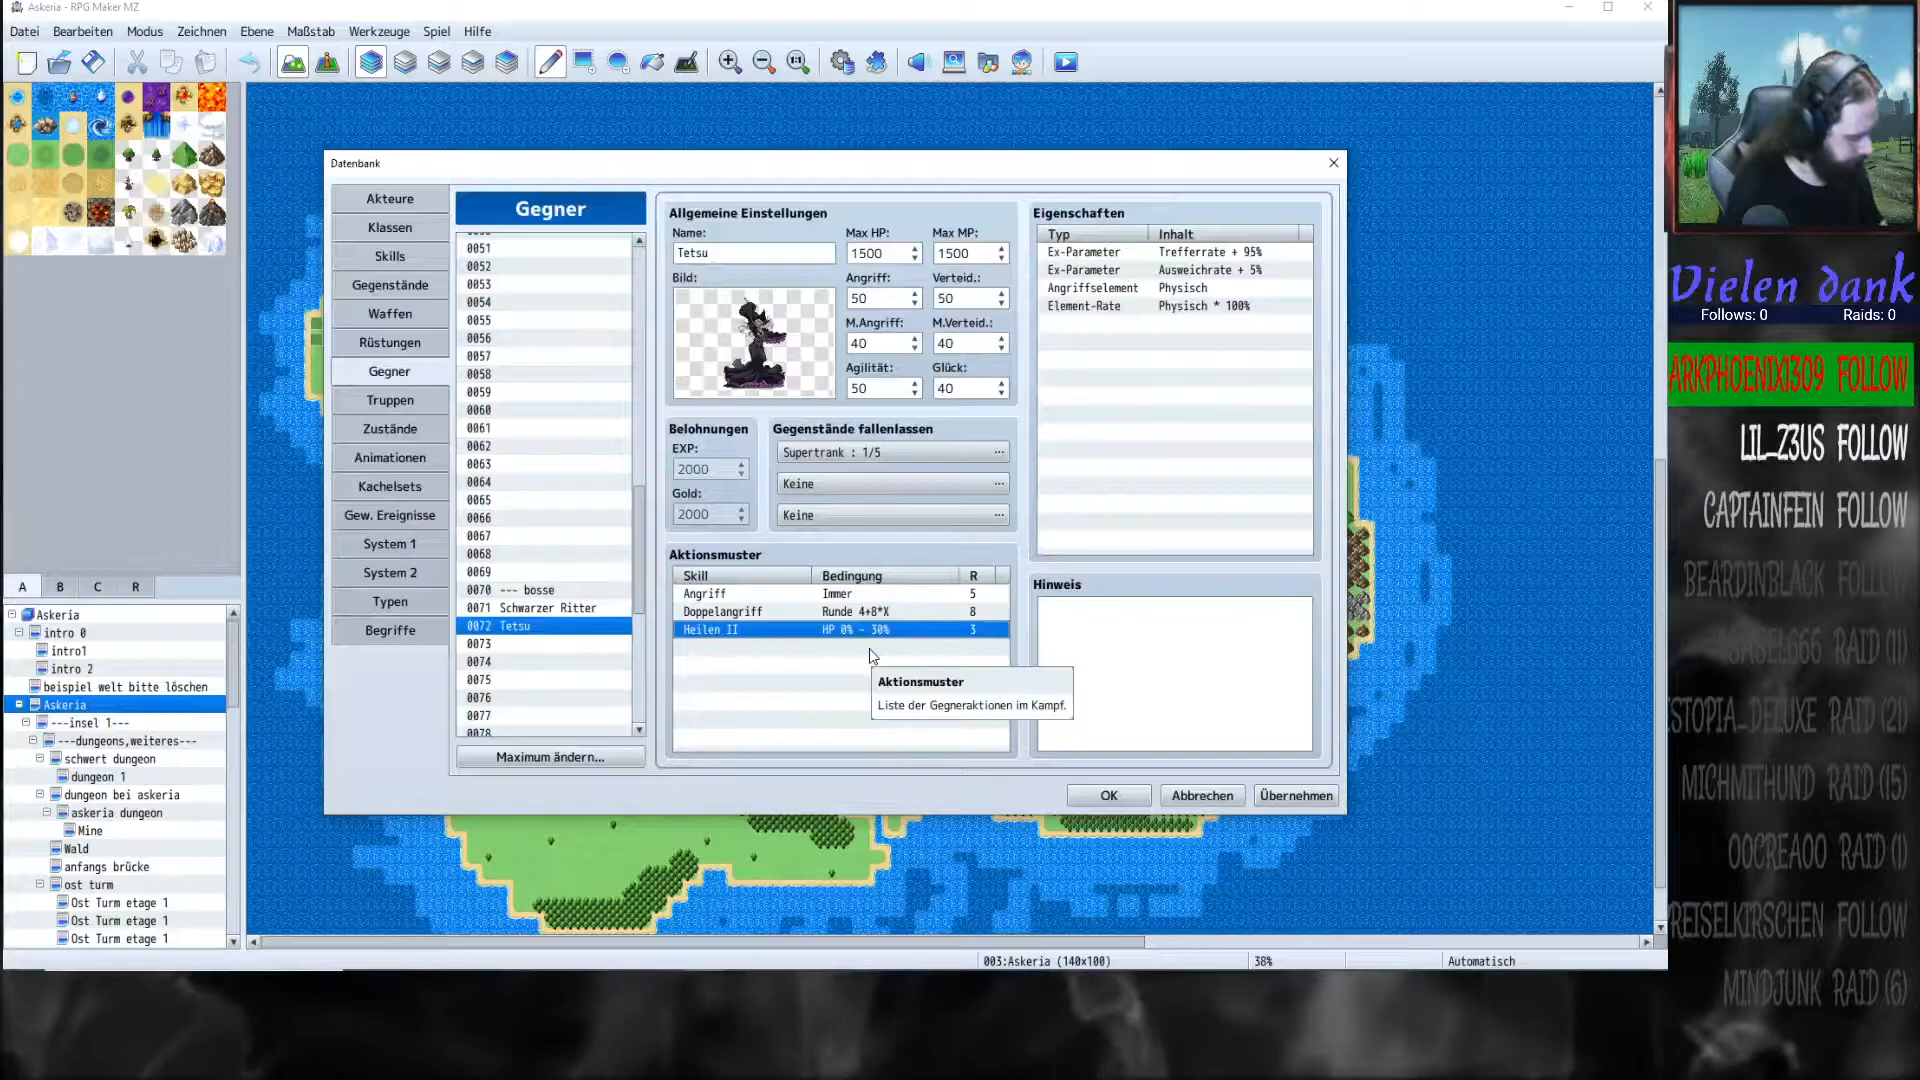 Askeria - RPG Maker MZ
Datei Bearbeiten Modus Zeichnen Ebene Maßstab Werkzeuge Spiel Hilfe
Datenbank
Akteure
Klassen
Skills
Gegenstände
Waffen
Rüstungen
Gegner
Truppen
Zustände
Animationen
Kachelsets
Gew. Ereignisse
System 1
System 2
Typen
Begriffe
Gegner
0051
0052
0053
0054
0055
0056
0057
0058
0059
0060
0061
0062
0063
0064
0065
0066
0067
0068
0069
0070 --- bosse
0071 Schwarzer Ritter
0072 Tetsu
0073
0074
0075
0076
0077
0078
Maximum ändern...
Allgemeine Einstellungen
Name: Max HP: Max MP:
Tetsu 1500 1500
Bild: Angriff: Verteid.:
50 50
M.Angriff: M.Verteid.:
40 40
Agilität: Glück:
50 40
Belohnungen
EXP:
2000
Gold:
2000
Gegenstände fallenlassen
Supertrank : 1/5 ...
Keine ...
Keine ...
Aktionsmuster
Skill Bedingung R
Angriff Immer 5
Doppelangriff Runde 4+8*X 8
Heilen II HP 0% ~ 30% 3
Aktionsmuster
Liste der Gegneraktionen im Kampf.
Eigenschaften
Typ Inhalt
Ex-Parameter Trefferrate + 95%
Ex-Parameter Ausweichrate + 5%
Angriffselement Physisch
Element-Rate Physisch * 100%
Hinweis
OK Abbrechen Übernehmen
A B C R
Askeria
intro 0
intro1
intro 2
beispiel welt bitte löschen
Askeria
---insel 1---
---dungeons,weiteres---
schwert dungeon
dungeon 1
dungeon bei askeria
askeria dungeon
Mine
Wald
anfangs brücke
ost turm
Ost Turm etage 1
Ost Turm etage 1
Ost Turm etage 1
003:Askeria (140x100) 38% Automatisch
Vielen dank
Follows: 0 Raids: 0
ARKPHOENIX1309 FOLLOW
LIL_Z3US FOLLOW
CAPTAINFEIN FOLLOW
BEARDENBLACK
RAID (11)
STOPIA_DELUXE RAID (2)
MICHMITHUND RAID (15)
OOCREAOO RAID (1)
REISELKIRSCHEN FOLLOW
MINDJUNK RAID (6)